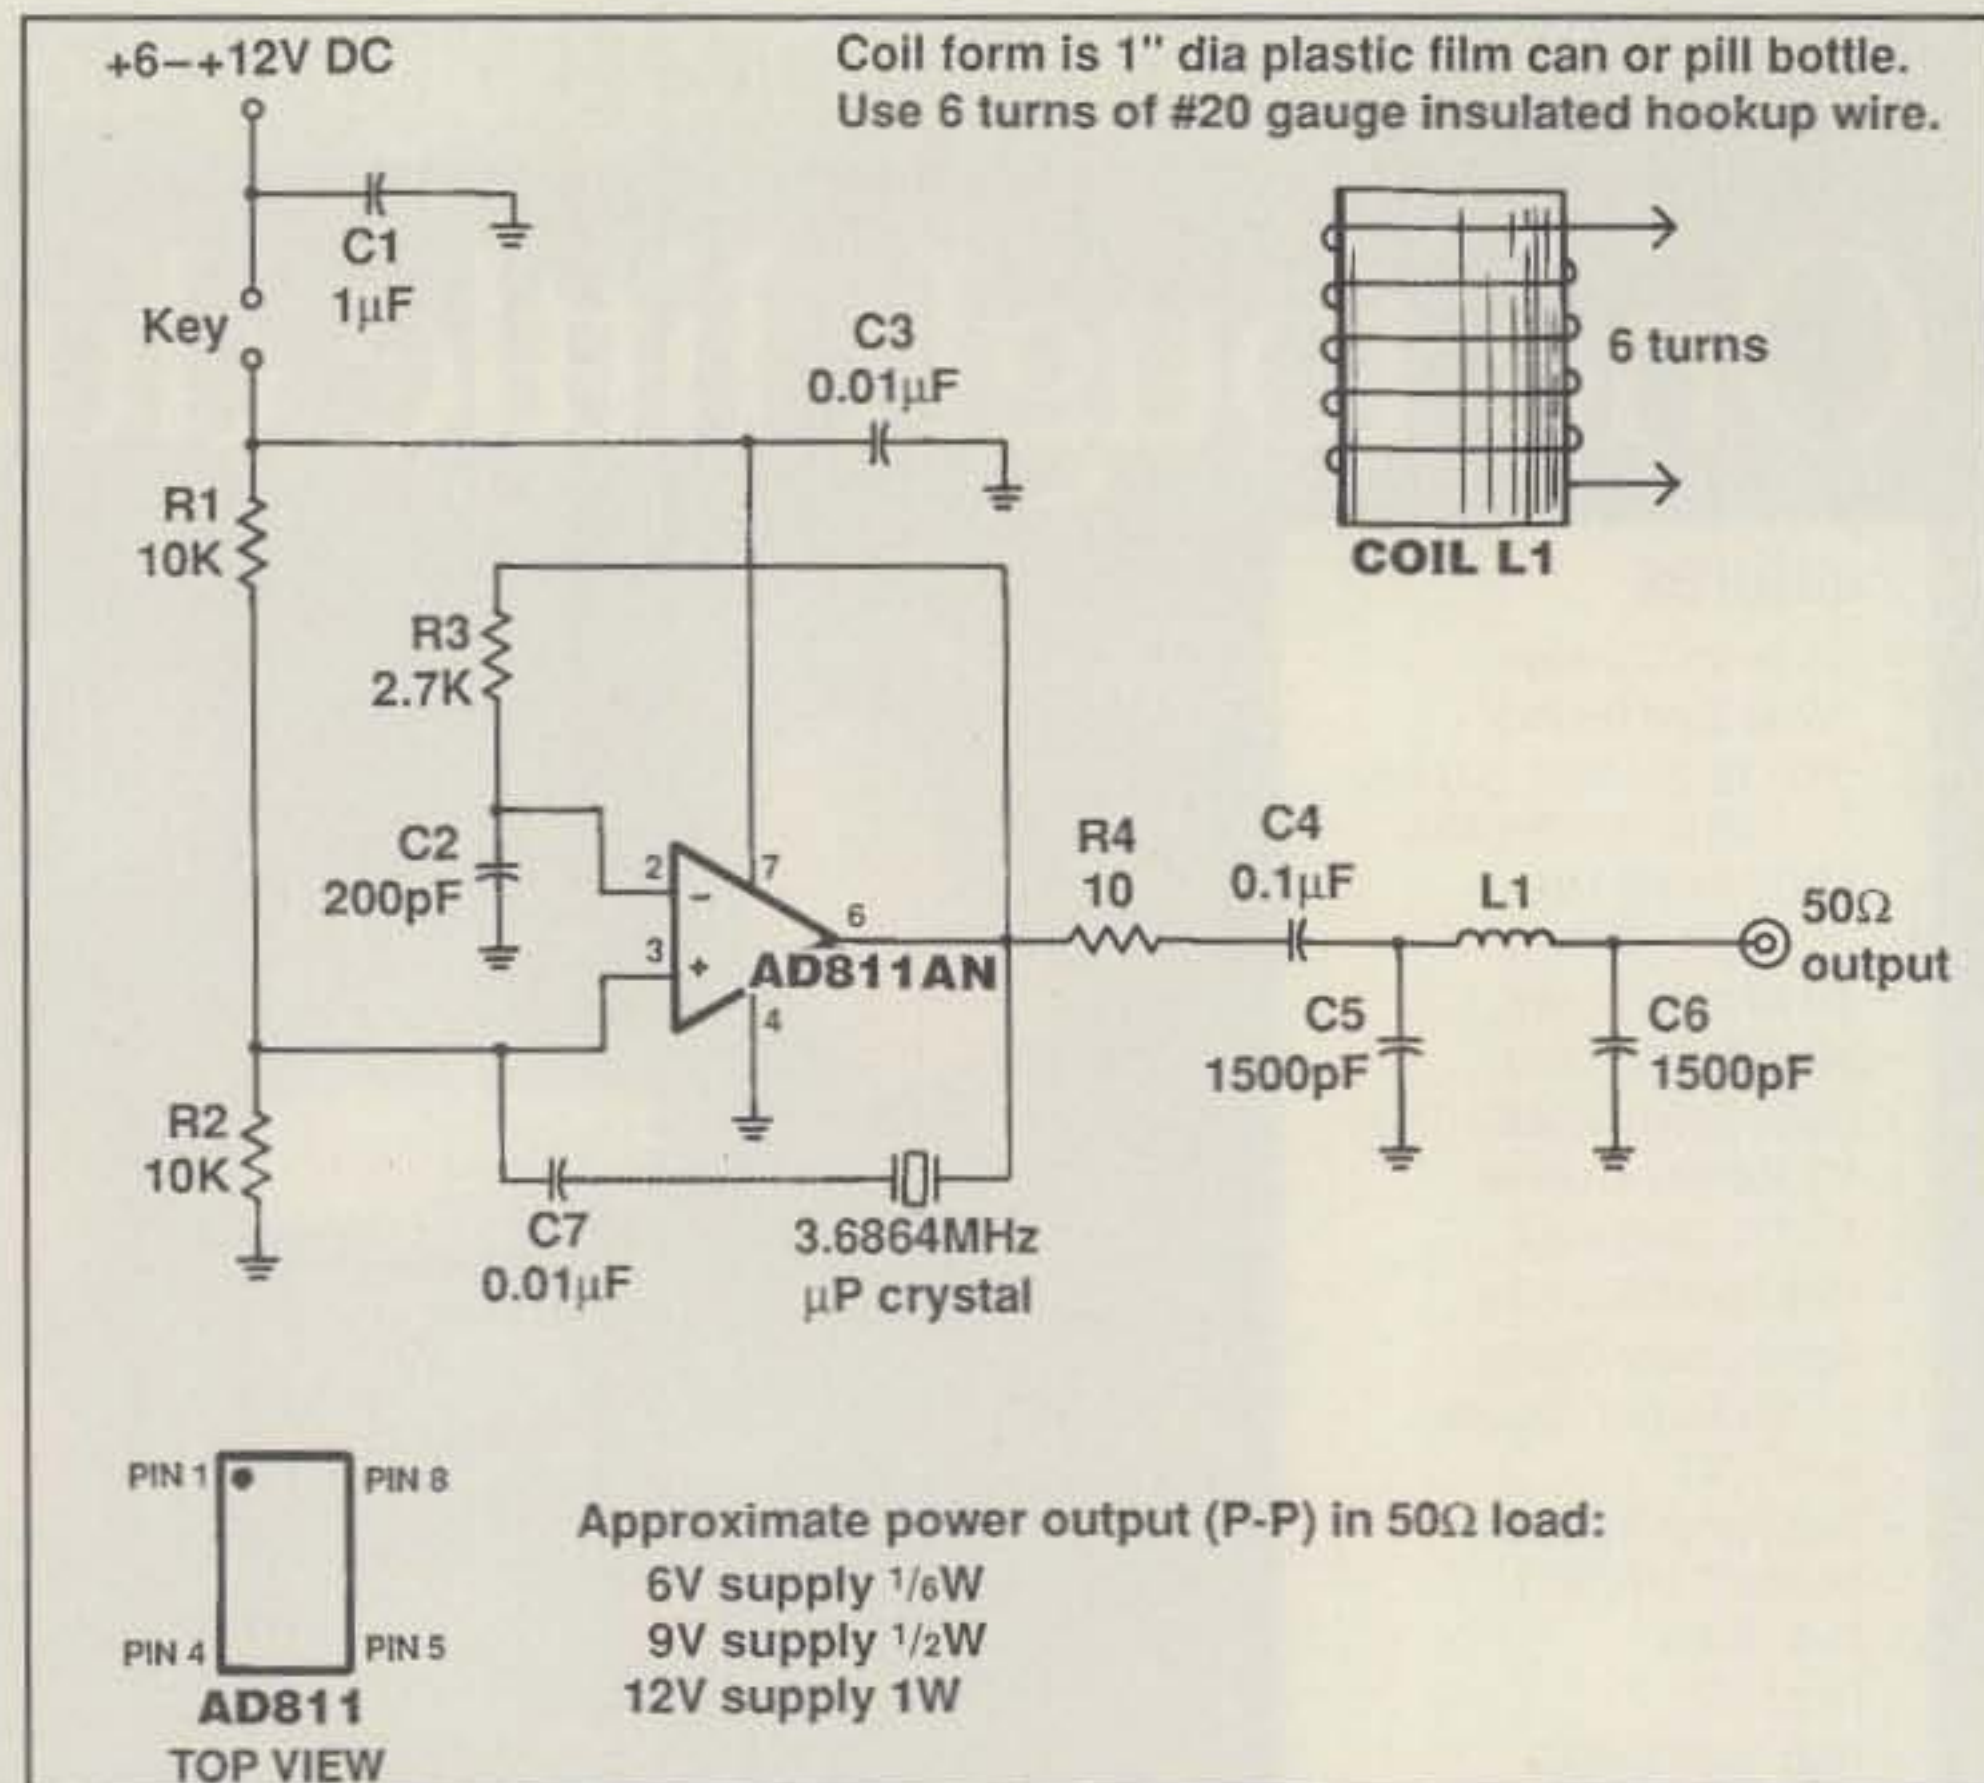 +6–+12V DC
Coil form is 1" dia plastic film can or pill bottle.
Use 6 turns of #20 gauge insulated hookup wire.
C1
1µF
Key
C3
0.01µF
6 turns
COIL L1
R1
10K
R3
2.7K
C2
200pF
2
7
–
6
3
+
AD811AN
4
R4
10
C4
0.1µF
L1
50Ω
output
C5
1500pF
C6
1500pF
R2
10K
C7
0.01µF
3.6864MHz
µP crystal
PIN 1
PIN 8
PIN 4
PIN 5
AD811
TOP VIEW
Approximate power output (P-P) in 50Ω load:
6V supply 1/6W
9V supply 1/2W
12V supply 1W